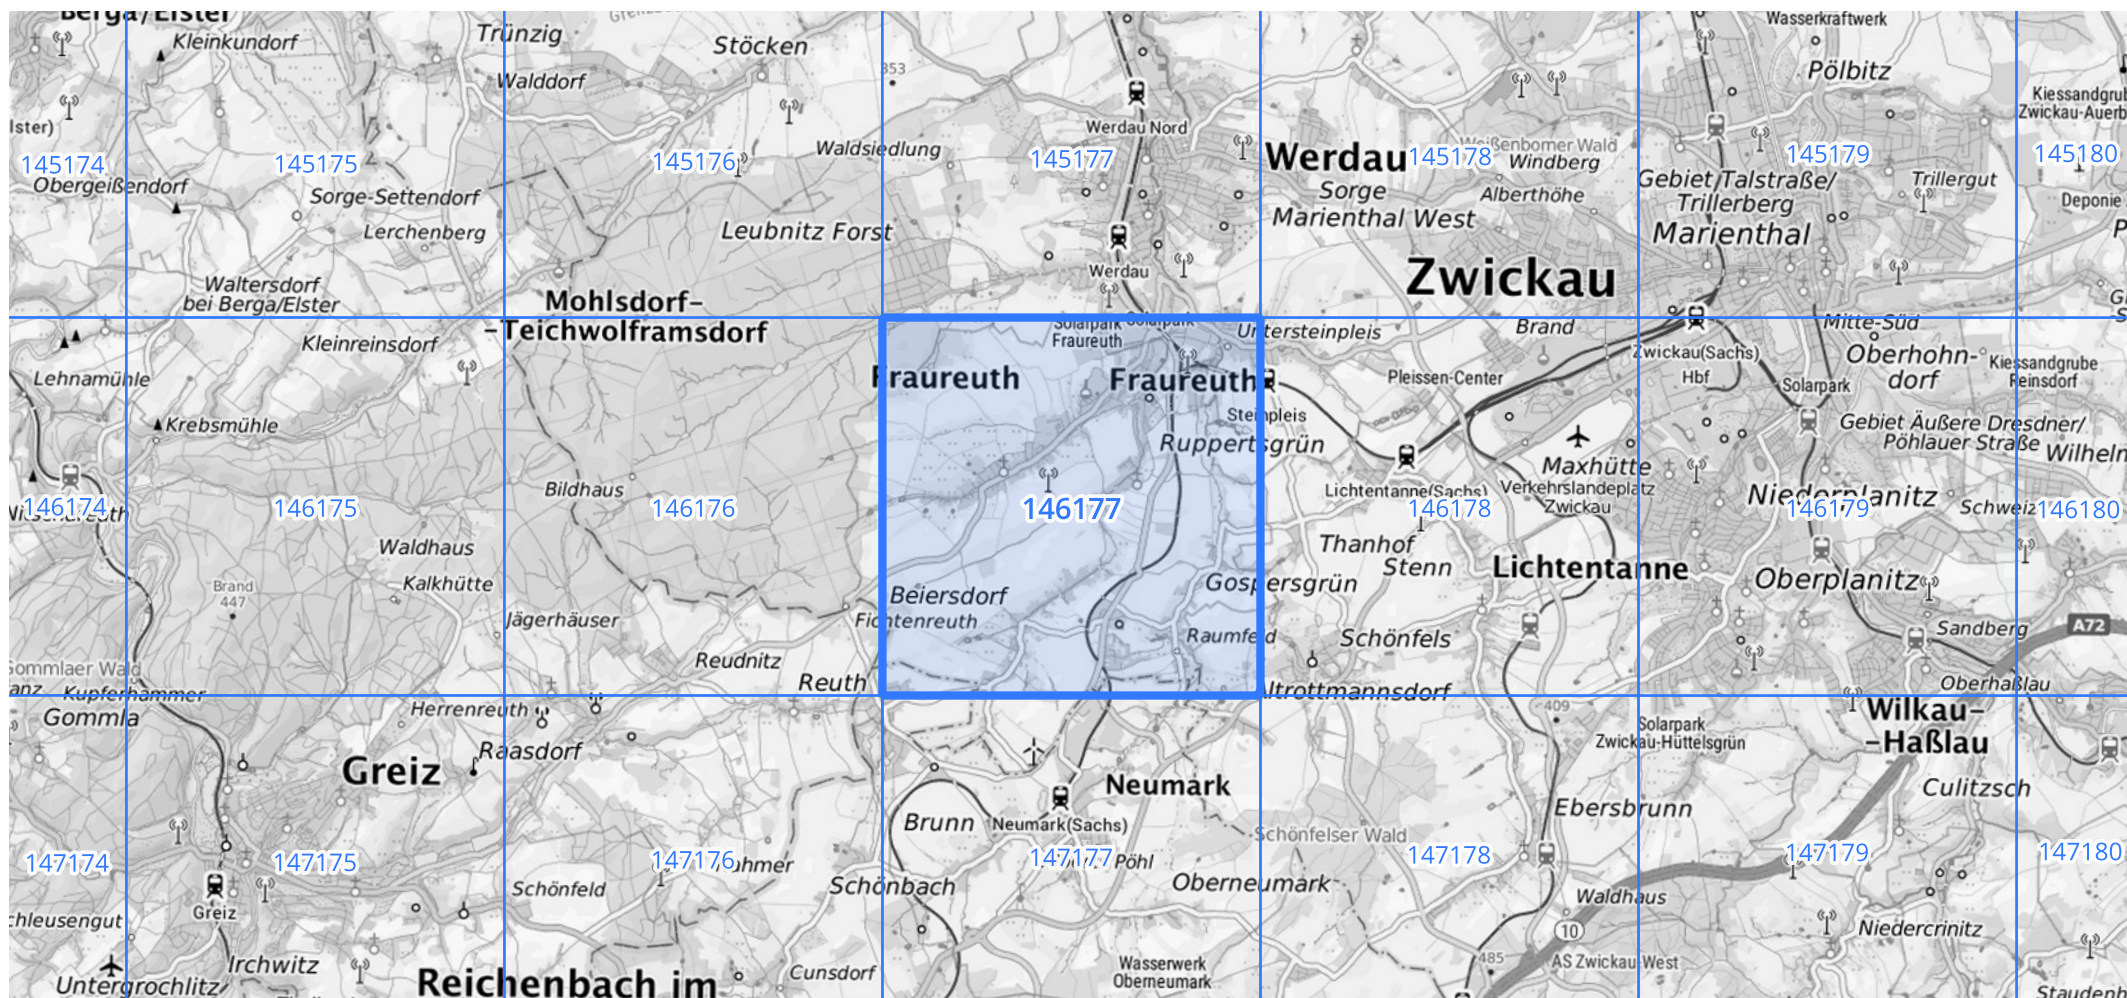 Berga/Elster
Kleinkundorf
Trünzig
Stöcken
Walddorf
353
Werdau Nord
Wasserkraftwerk
Pölbitz
Waldsiedlung
Werdau
Weißenborner Wald
Windberg
lster)
145174
145175
145176
145177
145178
145179
145180
Obergeißendorf
Sorge-Settendorf
Lerchenberg
Leubnitz Forst
Sorge
Marienthal West
Alberthöhe
Gebiet Talstraße/
Trillerberg
Marienthal
Trillergut
Deponie
Waltersdorf
bei Berga/Elster
Werdau
Zwickau
Mohlsdorf-
-Teichwolframsdorf
Kleinreinsdorf
Lehnamühle
Krebsmühle
Solarpark
Fraureuth
Solarpark
Untersteinpleis
Brand
Fraureuth
Fraureuth
Steinpleis
Ruppertsgrün
Pleissen-Center
Zwickau(Sachs)
Hbf
Mitte-Süd
Oberhohn-
dorf
Kiessandgrube
Reinsdorf
Solarpark
Gebiet Äußere Dresdner/
Pöhlauer Straße
Maxhütte
Verkehrslandeplatz
Zwickau
Lichtentanne(Sachs)
Bildhaus
Niederplanitz
146174
146175
146176
146177
146178
146179
146180
Waldhaus
Kalkhütte
Brand
447
Jägerhäuser
Beiersdorf
Fichtenreuth
Thanhof
Stenn
Lichtentanne
Gospersgrün
Oberplanitz
Raumfeld
Schönfels
Sandberg
A72
Reudnitz
Reuth
Gommlaer Wald
Kupferhammer
Gommla
Altrottmannsdorf
Oberhaßlau
Herrenreuth
Raasdorf
Greiz
409
Solarpark
Zwickau-Hüttelsgrün
Wilkau-
-Haßlau
Neumark
Culitzsch
Brunn
Neumark(Sachs)
Ebersbrunn
Schönfelser Wald
147174
147175
147176
147177
147178
147179
147180
Pöhl
Schönfeld
Schönbach
Oberneumark
Waldhaus
Greiz
chleusengut
10
Niedercrinitz
Irchwitz
Untergrochlitz
Reichenbach im
Cunsdorf
Wasserwerk
Oberneumark
485
AS Zwickau-West